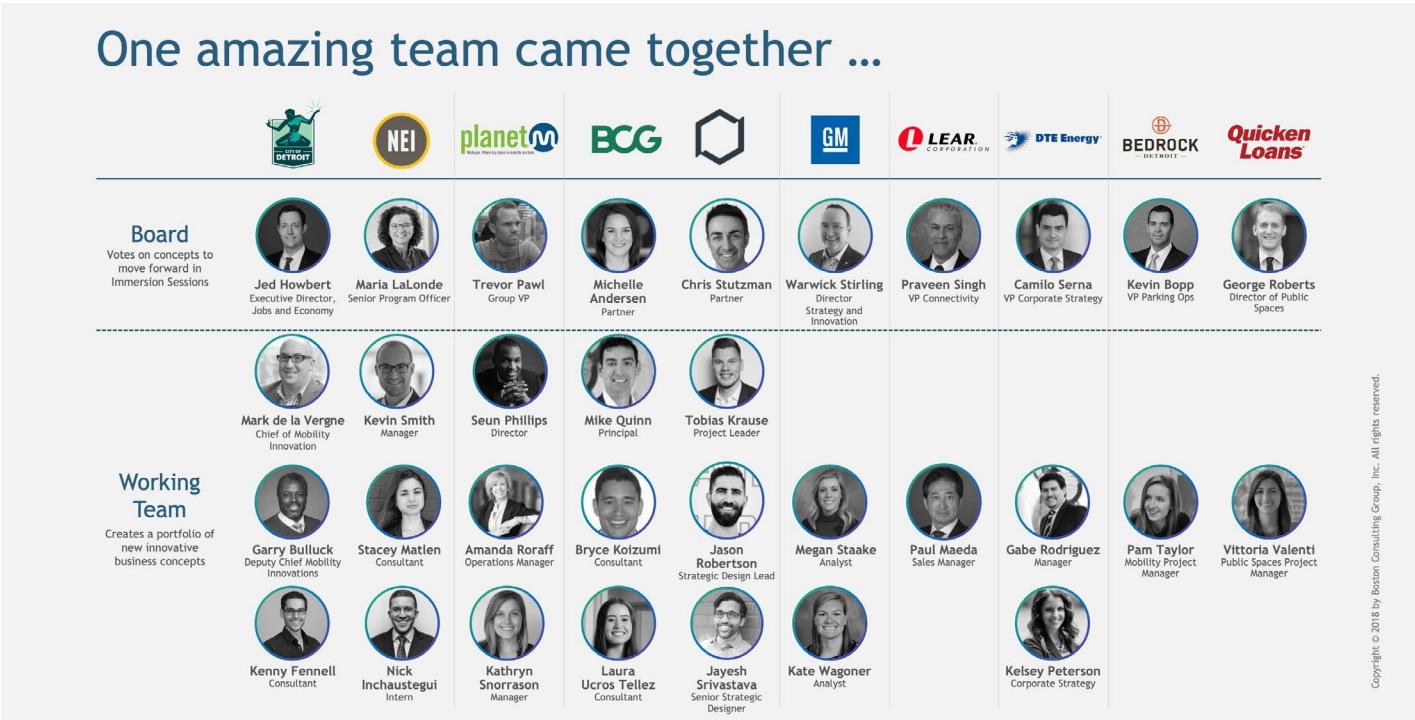 One amazing team came together ...
CITY OF
DETROIT
NEI
planetM
BCG
GM
LEAR
CORPORATION
DTE Energy
BEDROCK
DETROIT
Quicken
Loans
Board
Votes on concepts to
move forward in
Immersion Sessions
Jed Howbert
Executive Director,
Jobs and Economy
Maria LaLonde
Senior Program Officer
Trevor Pawl
Group VP
Michelle
Andersen
Partner
Chris Stutzman
Partner
Warwick Stirling
Director
Strategy and
Innovation
Praveen Singh
VP Connectivity
Camilo Serna
VP Corporate Strategy
Kevin Bopp
VP Parking Ops
George Roberts
Director of Public
Spaces
Working
Team
Creates a portfolio of
new innovative
business concepts
Mark de la Vergne
Chief of Mobility
Innovation
Kevin Smith
Manager
Seun Phillips
Director
Mike Quinn
Principal
Tobias Krause
Project Leader
Garry Bulluck
Deputy Chief Mobility
Innovations
Stacey Matlen
Consultant
Amanda Roraff
Operations Manager
Bryce Koizumi
Consultant
Jason
Robertson
Strategic Design Lead
Megan Staake
Analyst
Paul Maeda
Sales Manager
Gabe Rodriguez
Manager
Pam Taylor
Mobility Project
Manager
Vittoria Valenti
Public Spaces Project
Manager
Kenny Fennell
Consultant
Nick
Inchaustegui
Intern
Kathryn
Snorrason
Manager
Laura
Ucros Tellez
Consultant
Jayesh
Srivastava
Senior Strategic
Designer
Kate Wagoner
Analyst
Kelsey Peterson
Corporate Strategy
Copyright © 2018 by Boston Consulting Group, Inc. All rights reserved.